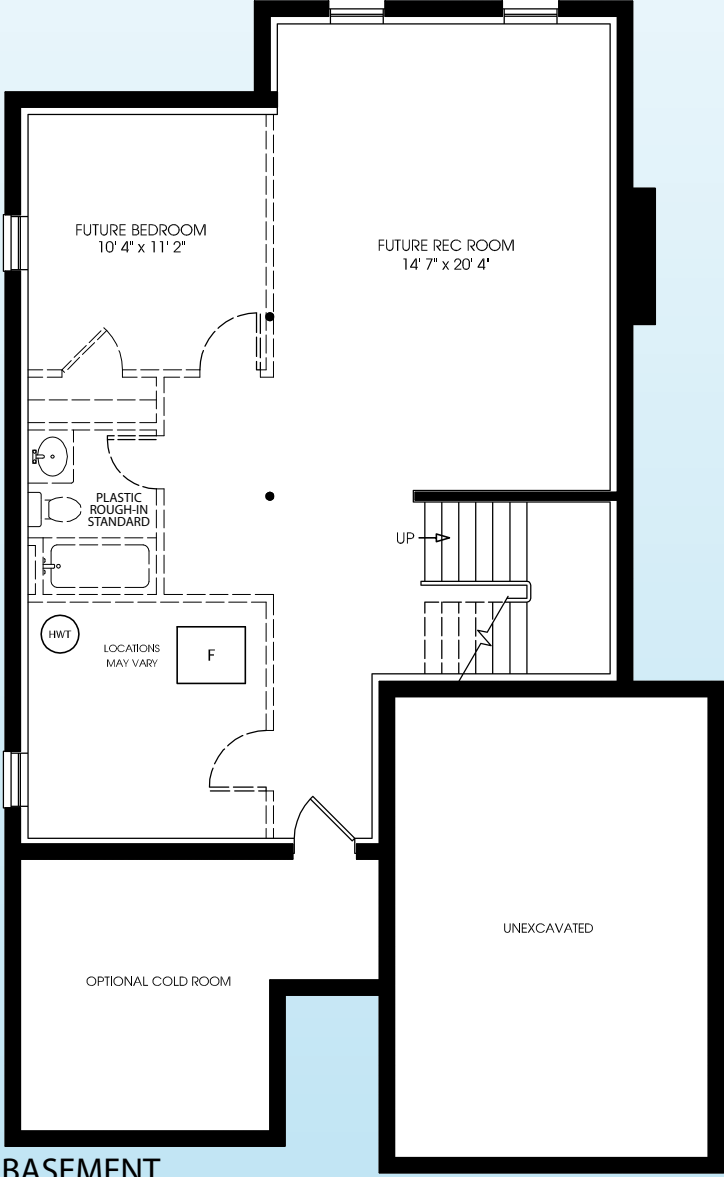 FUTURE BEDROOM
10' 4" x 11' 2"
FUTURE REC ROOM
14' 7" x 20' 4"
PLASTIC
ROUGH-IN
STANDARD
UP
HWT
LOCATIONS
MAY VARY
F
UNEXCAVATED
OPTIONAL COLD ROOM
BASEMENT